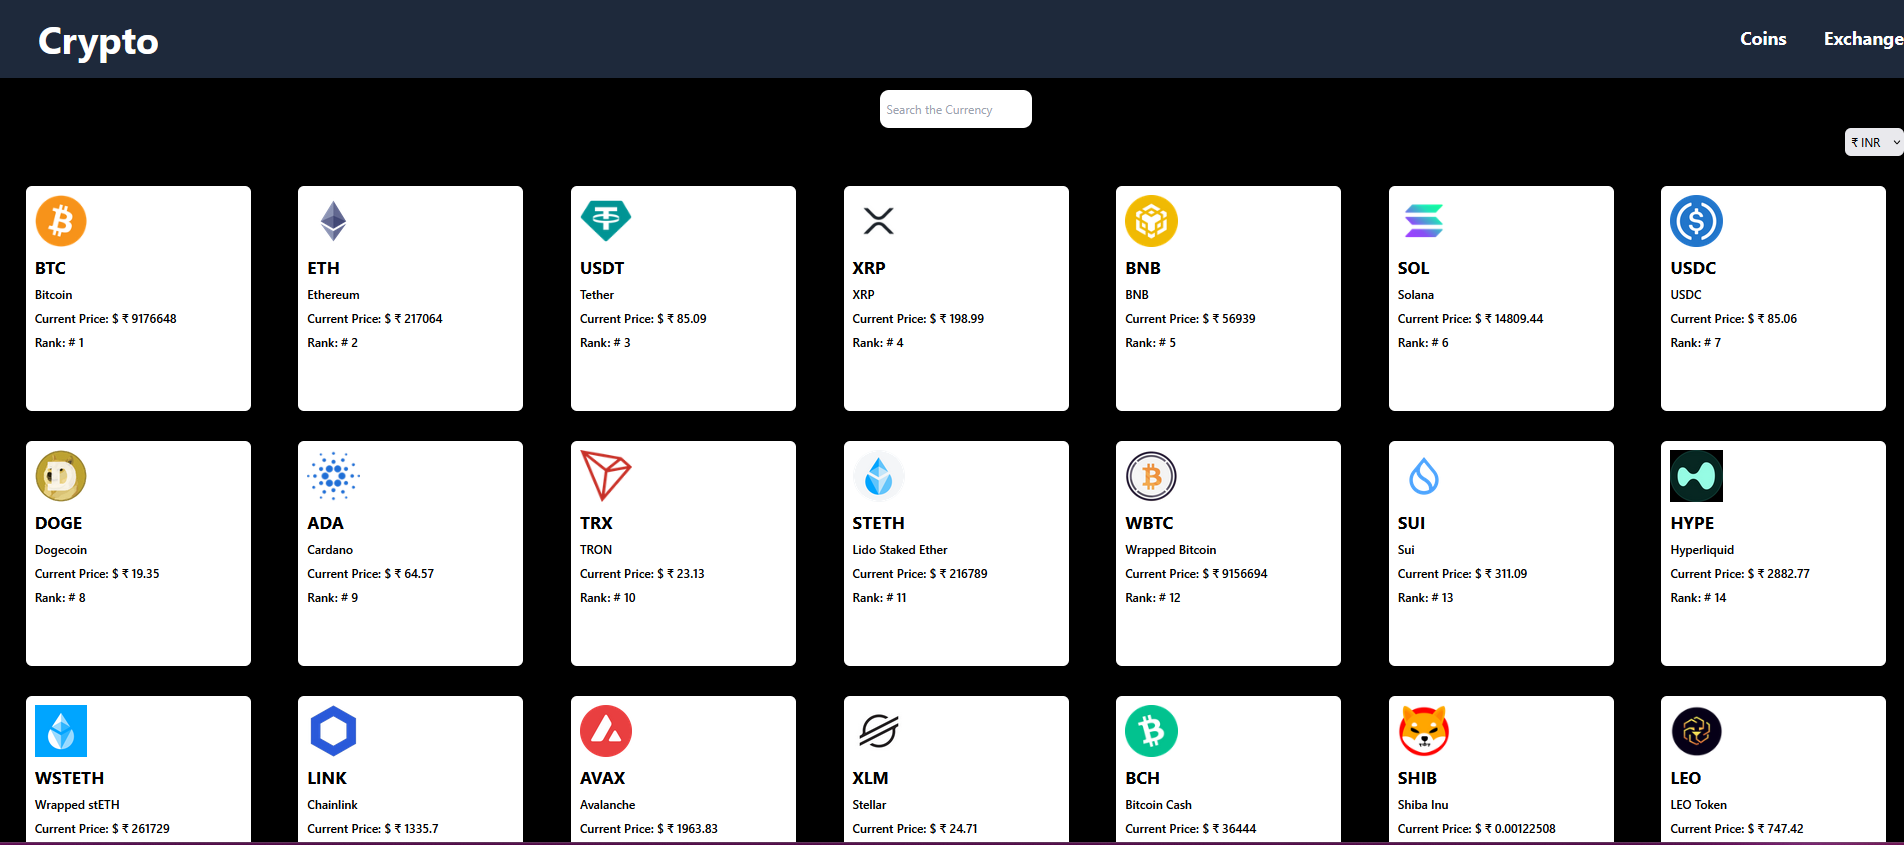 Crypto
Coins
Exchange
Search the Currency
₹ INR
BTC
Bitcoin
Current Price: $ ₹ 9176648
Rank: # 1
ETH
Ethereum
Current Price: $ ₹ 217064
Rank: # 2
USDT
Tether
Current Price: $ ₹ 85.09
Rank: # 3
XRP
XRP
Current Price: $ ₹ 198.99
Rank: # 4
BNB
BNB
Current Price: $ ₹ 56939
Rank: # 5
SOL
Solana
Current Price: $ ₹ 14809.44
Rank: # 6
USDC
USDC
Current Price: $ ₹ 85.06
Rank: # 7
DOGE
Dogecoin
Current Price: $ ₹ 19.35
Rank: # 8
ADA
Cardano
Current Price: $ ₹ 64.57
Rank: # 9
TRX
TRON
Current Price: $ ₹ 23.13
Rank: # 10
STETH
Lido Staked Ether
Current Price: $ ₹ 216789
Rank: # 11
WBTC
Wrapped Bitcoin
Current Price: $ ₹ 9156694
Rank: # 12
SUI
Sui
Current Price: $ ₹ 311.09
Rank: # 13
HYPE
Hyperliquid
Current Price: $ ₹ 2882.77
Rank: # 14
WSTETH
Wrapped stETH
Current Price: $ ₹ 261729
LINK
Chainlink
Current Price: $ ₹ 1335.7
AVAX
Avalanche
Current Price: $ ₹ 1963.83
XLM
Stellar
Current Price: $ ₹ 24.71
BCH
Bitcoin Cash
Current Price: $ ₹ 36444
SHIB
Shiba Inu
Current Price: $ ₹ 0.00122508
LEO
LEO Token
Current Price: $ ₹ 747.42